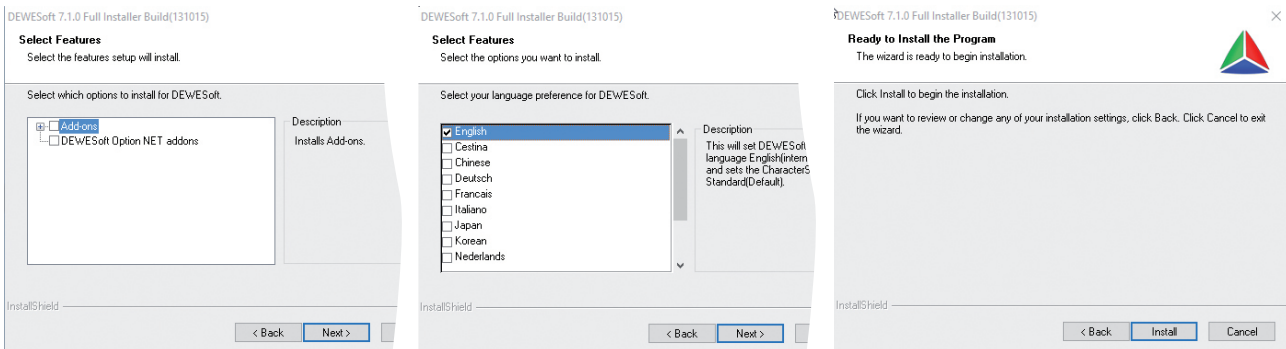 DEWESoft 7.1.0 Full Installer Build(131015)
Select Features
Select the features setup will install.
Select which options to install for DEWESoft.
Add-ons
DEWESoft Option NET addons
Description
Installs Add-ons.
InstallShield
< Back
Next >
DEWESoft 7.1.0 Full Installer Build(131015)
Select Features
Select the options you want to install.
Select your language preference for DEWESoft.
English
Cestina
Chinese
Deutsch
Francais
Italiano
Japan
Korean
Nederlands
Description
This will set DEWESoft
language English(intern
and sets the CharacterS
Standard(Default).
InstallShield
< Back
Next >
DEWESoft 7.1.0 Full Installer Build(131015)
Ready to Install the Program
The wizard is ready to begin installation.
Click Install to begin the installation.
If you want to review or change any of your installation settings, click Back. Click Cancel to exit
the wizard.
InstallShield
< Back
Install
Cancel